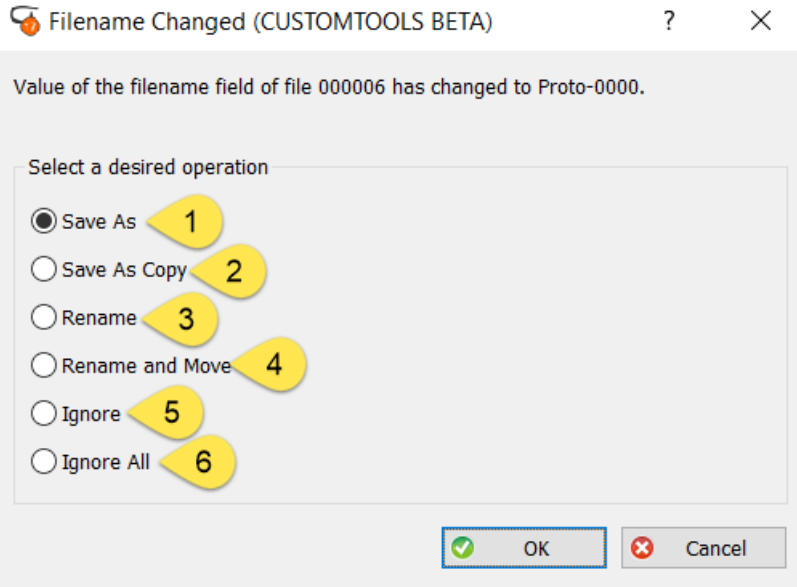 Filename Changed (CUSTOMTOOLS BETA)
Value of the filename field of file 000006 has changed to Proto-0000.
Select a desired operation
Save As 1
Save As Copy 2
Rename 3
Rename and Move 4
Ignore 5
Ignore All 6
OK Cancel